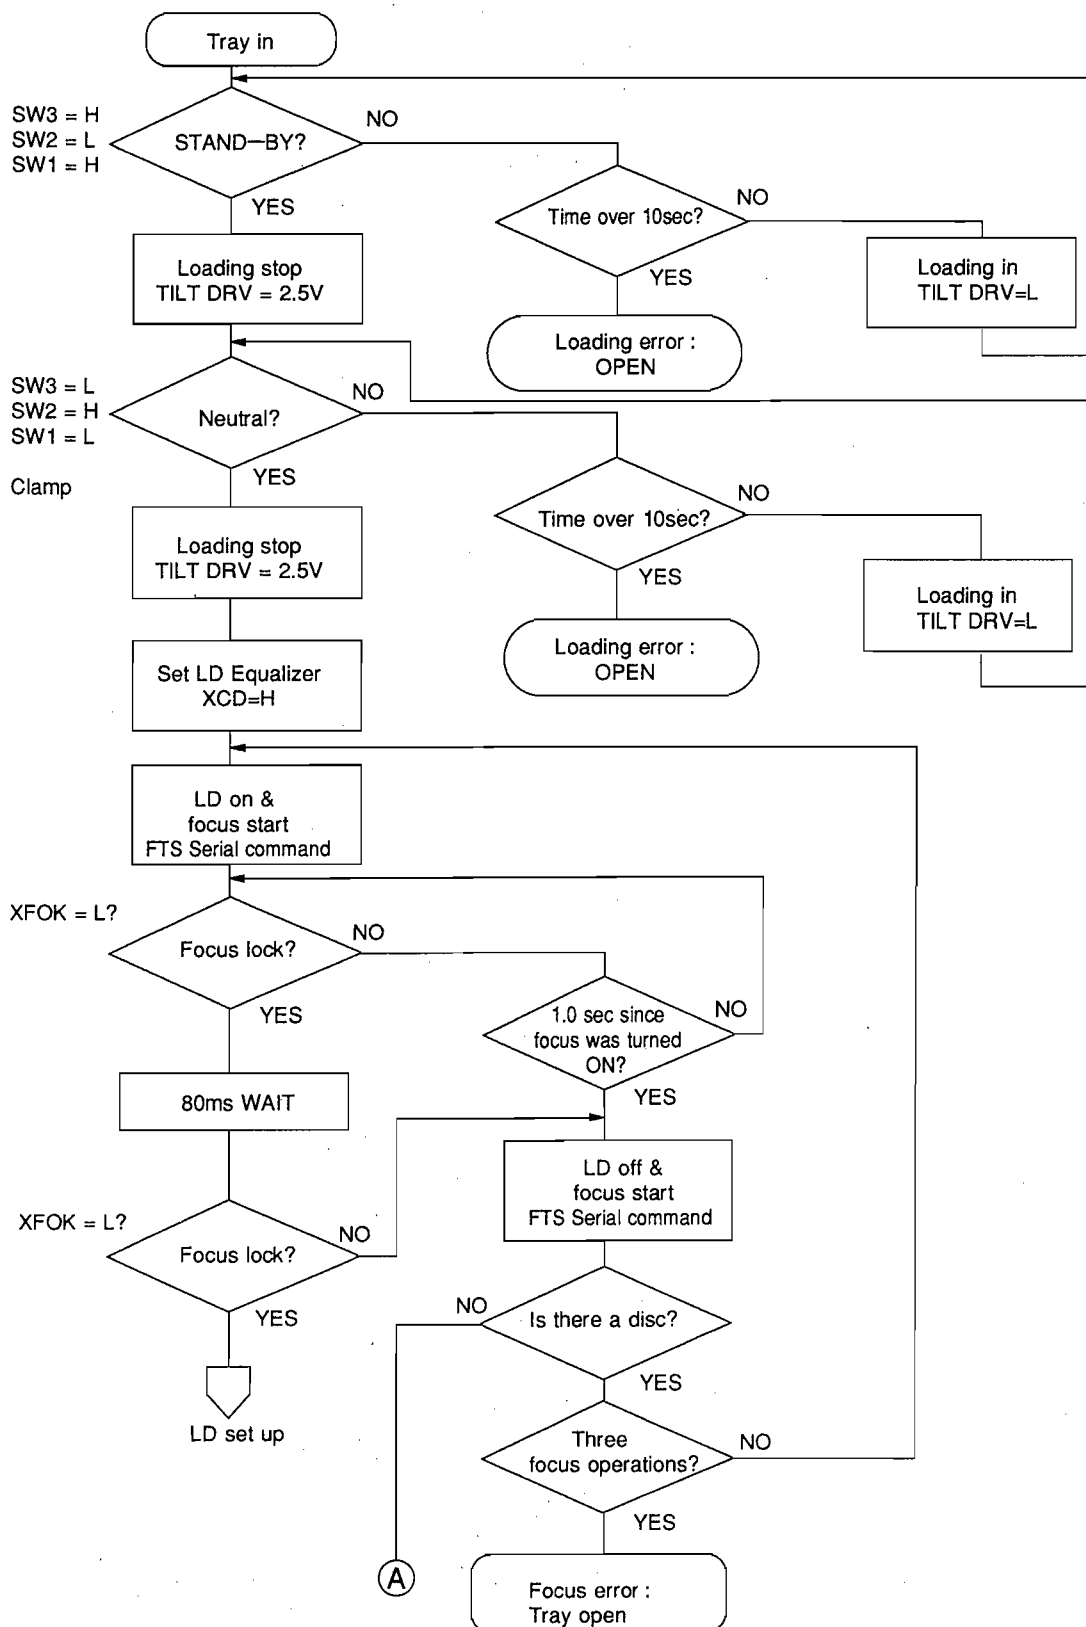 Tray in
SW3 = H
SW2 = L
SW1 = H
STAND-BY?
NO
YES
Time over 10sec?
NO
YES
Loading stop
TILT DRV = 2.5V
Loading in
TILT DRV=L
Loading error :
OPEN
SW3 = L
SW2 = H
SW1 = L
Clamp
Neutral?
NO
YES
Time over 10sec?
NO
YES
Loading stop
TILT DRV = 2.5V
Loading in
TILT DRV=L
Loading error :
OPEN
Set LD Equalizer
XCD=H
LD on &
focus start
FTS Serial command
XFOK = L?
Focus lock?
NO
YES
1.0 sec since
focus was turned
ON?
NO
YES
80ms WAIT
LD off &
focus start
FTS Serial command
XFOK = L?
Focus lock?
NO
YES
Is there a disc?
NO
YES
LD set up
Three
focus operations?
NO
YES
A
Focus error :
Tray open